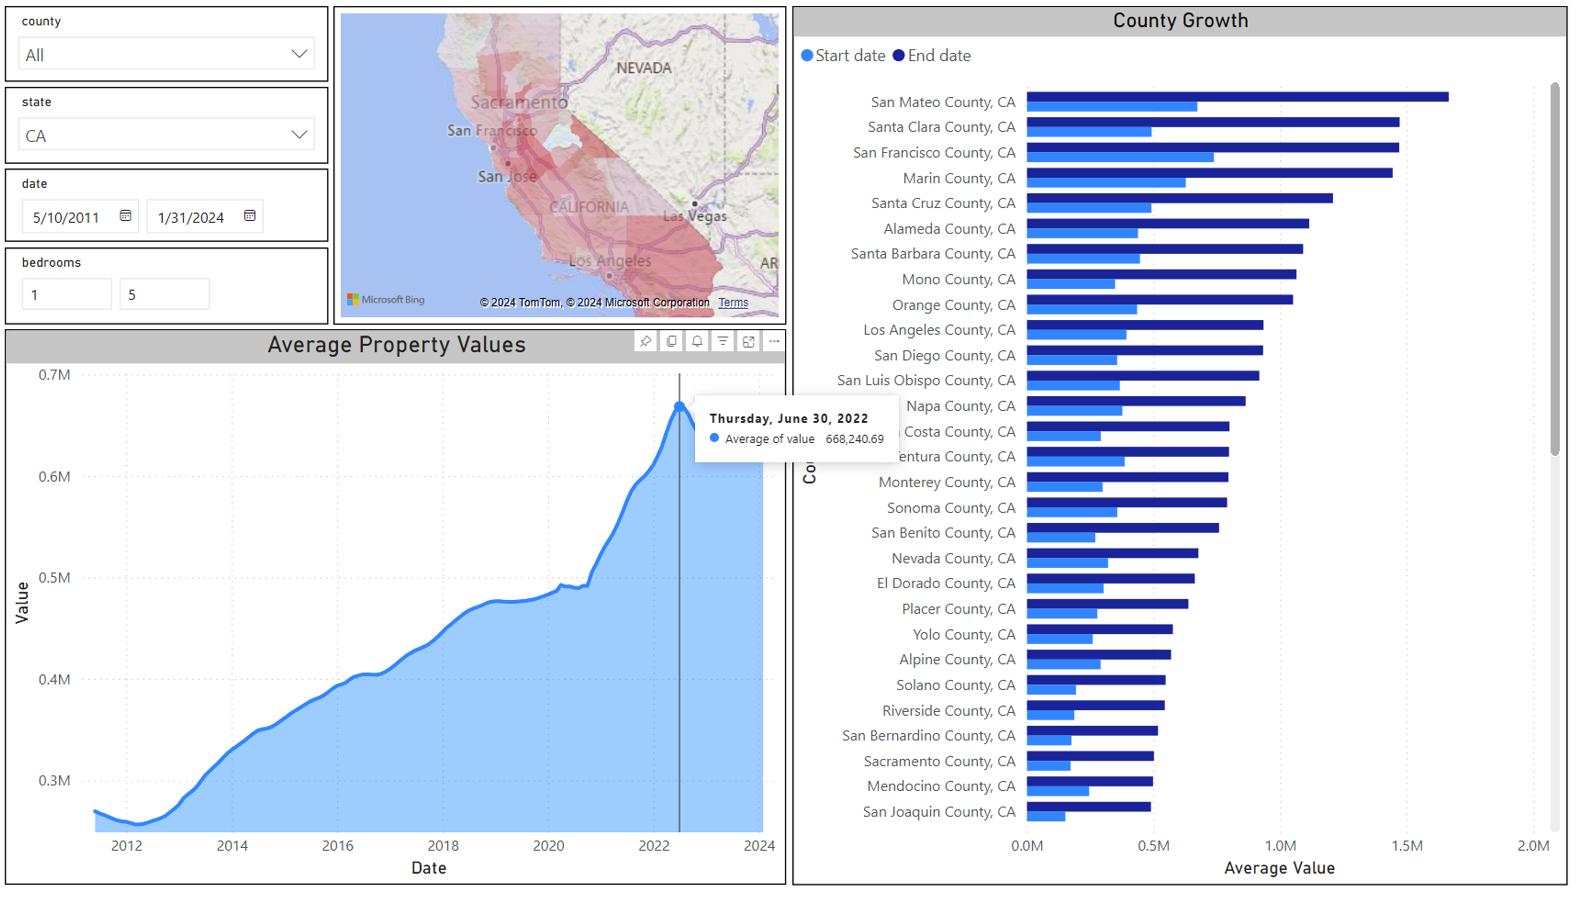 county
All
state
CA
date
5/10/2011
1/31/2024
bedrooms
1
5
NEVADA
Sacramento
San Francisco
San Jose
CALIFORNIA
Las Vegas
Los Angeles
AR
Microsoft Bing
© 2024 TomTom, © 2024 Microsoft Corporation Terms
Average Property Values
0.7M
0.6M
0.5M
0.4M
0.3M
Value
2012
2014
2016
2018
2020
2022
2024
Date
Thursday, June 30, 2022
Average of value 668,240.69
County Growth
Start date
End date
San Mateo County, CA
Santa Clara County, CA
San Francisco County, CA
Marin County, CA
Santa Cruz County, CA
Alameda County, CA
Santa Barbara County, CA
Mono County, CA
Orange County, CA
Los Angeles County, CA
San Diego County, CA
San Luis Obispo County, CA
Napa County, CA
Costa County, CA
entura County, CA
Monterey County, CA
Sonoma County, CA
San Benito County, CA
Nevada County, CA
El Dorado County, CA
Placer County, CA
Yolo County, CA
Alpine County, CA
Solano County, CA
Riverside County, CA
San Bernardino County, CA
Sacramento County, CA
Mendocino County, CA
San Joaquin County, CA
Cou
0.0M
0.5M
1.0M
1.5M
2.0M
Average Value